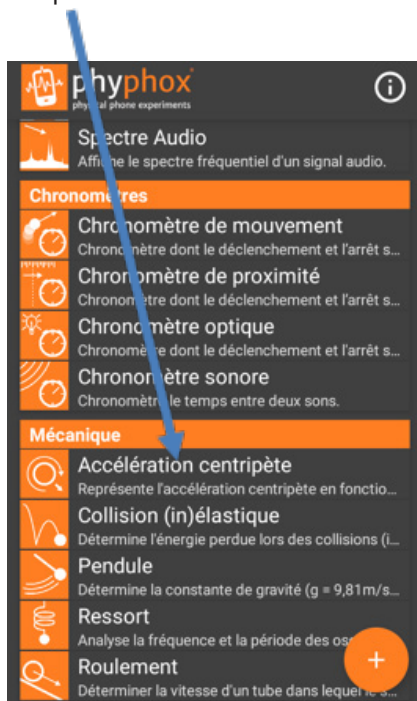 phyphox
physical phone experiments
Spectre Audio
Affiche le spectre fréquentiel d'un signal audio.
Chronomètres
Chronomètre de mouvement
Chronomètre dont le déclenchement et l'arrêt s...
Chronomètre de proximité
Chronomètre dont le déclenchement et l'arrêt s...
Chronomètre optique
Chronomètre dont le déclenchement et l'arrêt s...
Chronomètre sonore
Chronomètre le temps entre deux sons.
Mécanique
Accélération centripète
Représente l'accélération centripète en fonctio...
Collision (in)élastique
Détermine l'énergie perdue lors des collisions (i...
Pendule
Détermine la constante de gravité (g = 9,81m/s...
Ressort
Analyse la fréquence et la période des
+
Roulement
Déterminer la vitesse d'un tube dans lequel